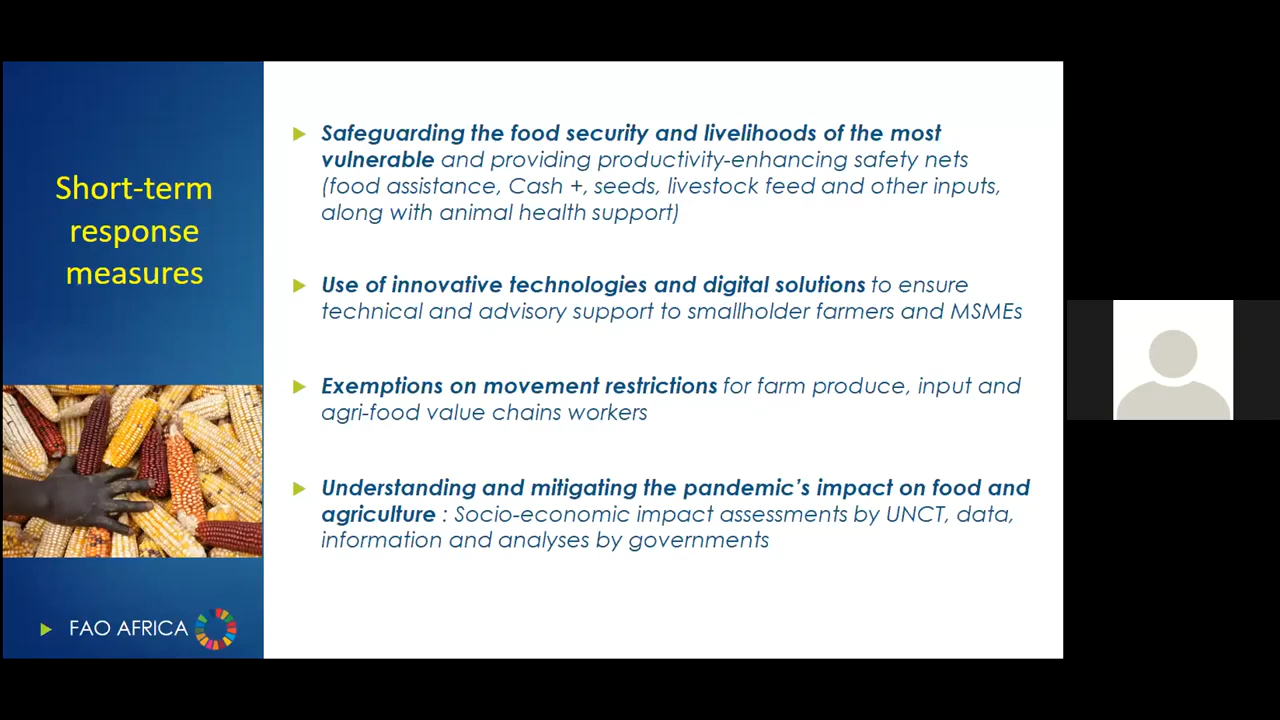 Short-term
response
measures
FAO AFRICA
Safeguarding the food security and livelihoods of the most
vulnerable and providing productivity-enhancing safety nets
(food assistance, Cash +, seeds, livestock feed and other inputs,
along with animal health support)
Use of innovative technologies and digital solutions to ensure
technical and advisory support to smallholder farmers and MSMEs
Exemptions on movement restrictions for farm produce, input and
agri-food value chains workers
Understanding and mitigating the pandemic’s impact on food and
agriculture : Socio-economic impact assessments by UNCT, data,
information and analyses by governments